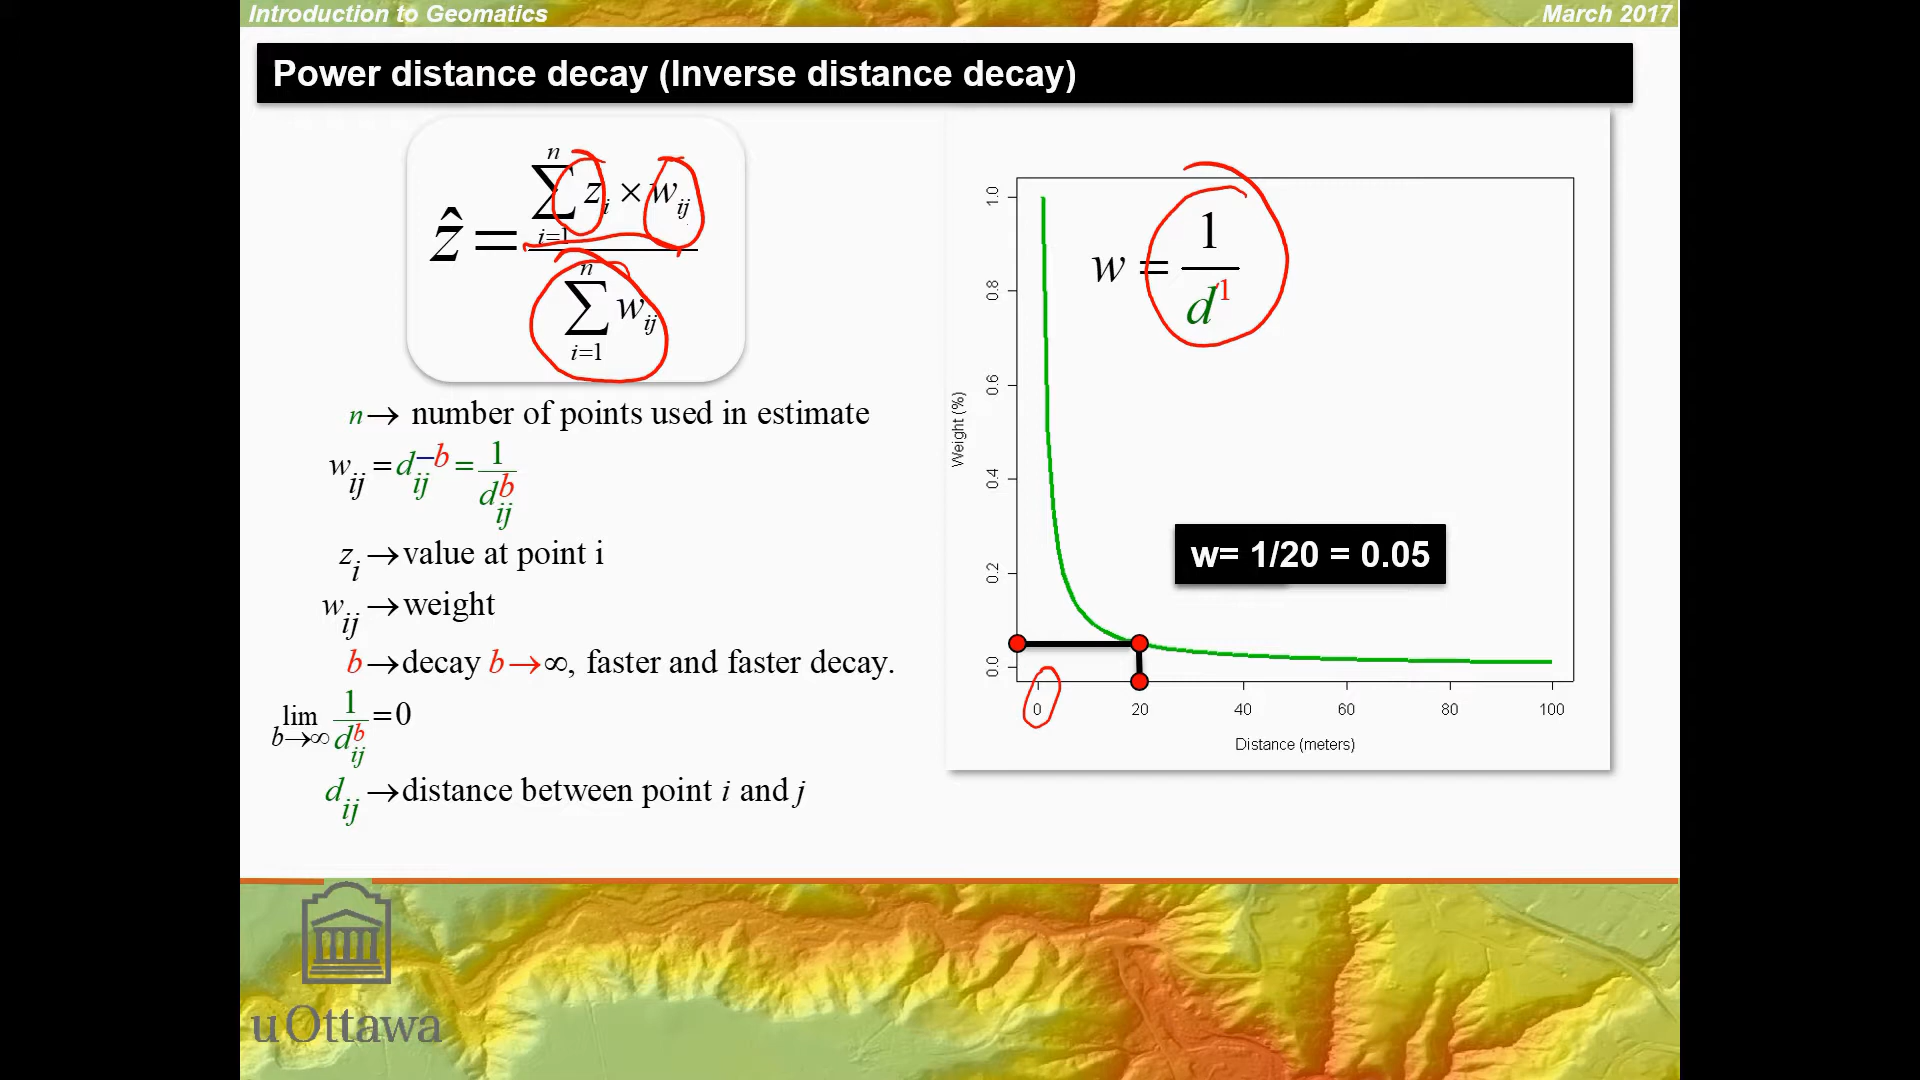 Introduction to Geomatics
March 2017
Power distance decay (Inverse distance decay)
ẑ = ∑ i=1 n z_i × w_ij / ∑ i=1 n w_ij
n → number of points used in estimate
w_ij = d_ij^−b = 1 / d_ij^b
z_i → value at point i
w_ij → weight
b → decay b → ∞, faster and faster decay.
lim b→∞ 1 / d_ij^b = 0
d_ij → distance between point i and j
w = 1 / d^1
w= 1/20 = 0.05
Weight (%)
1.0
0.8
0.6
0.4
0.2
0.0
0 20 40 60 80 100
Distance (meters)
uOttawa